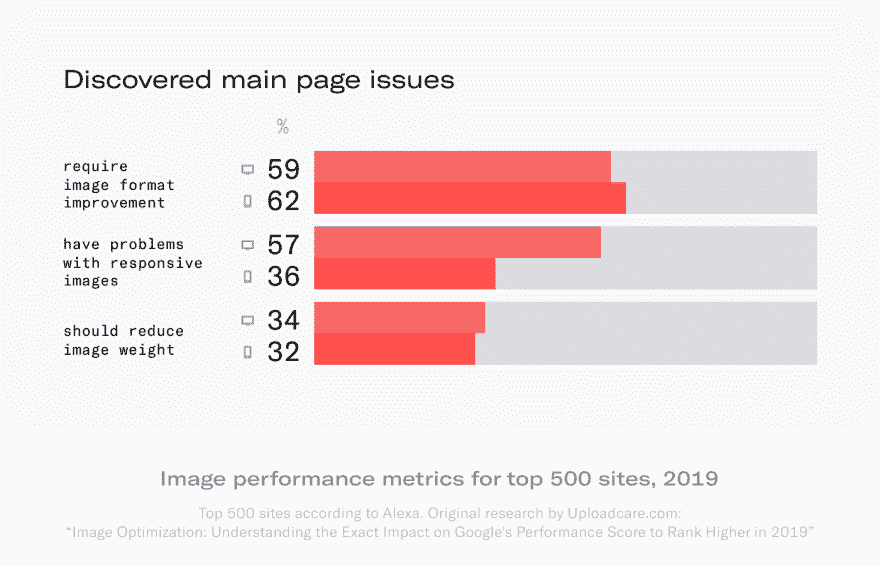 Discovered main page issues
%
require
image format
improvement
59
62
have problems
with responsive
images
57
36
should reduce
image weight
34
32
Image performance metrics for top 500 sites, 2019
Top 500 sites according to Alexa. Original research by Uploadcare.com:
“Image Optimization: Understanding the Exact Impact on Google's Performance Score to Rank Higher in 2019”